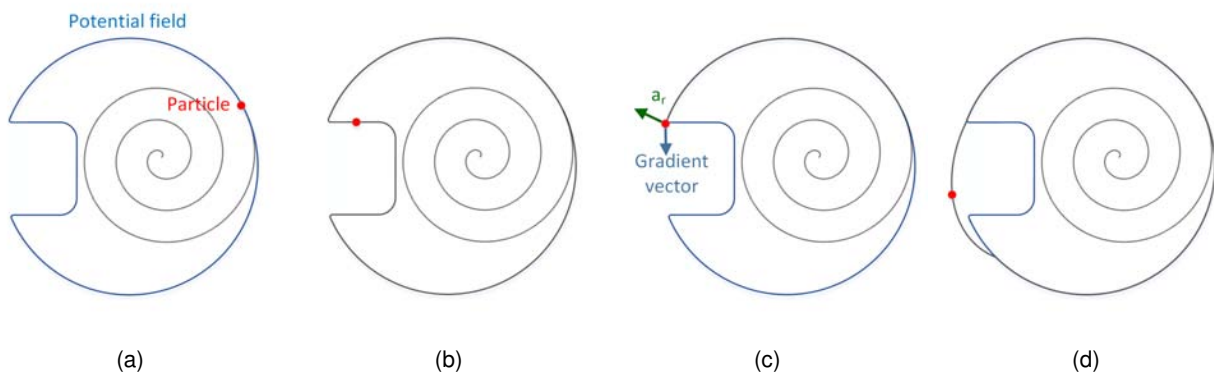 Potential field
Particle
a_r
Gradient
vector
(a)
(b)
(c)
(d)